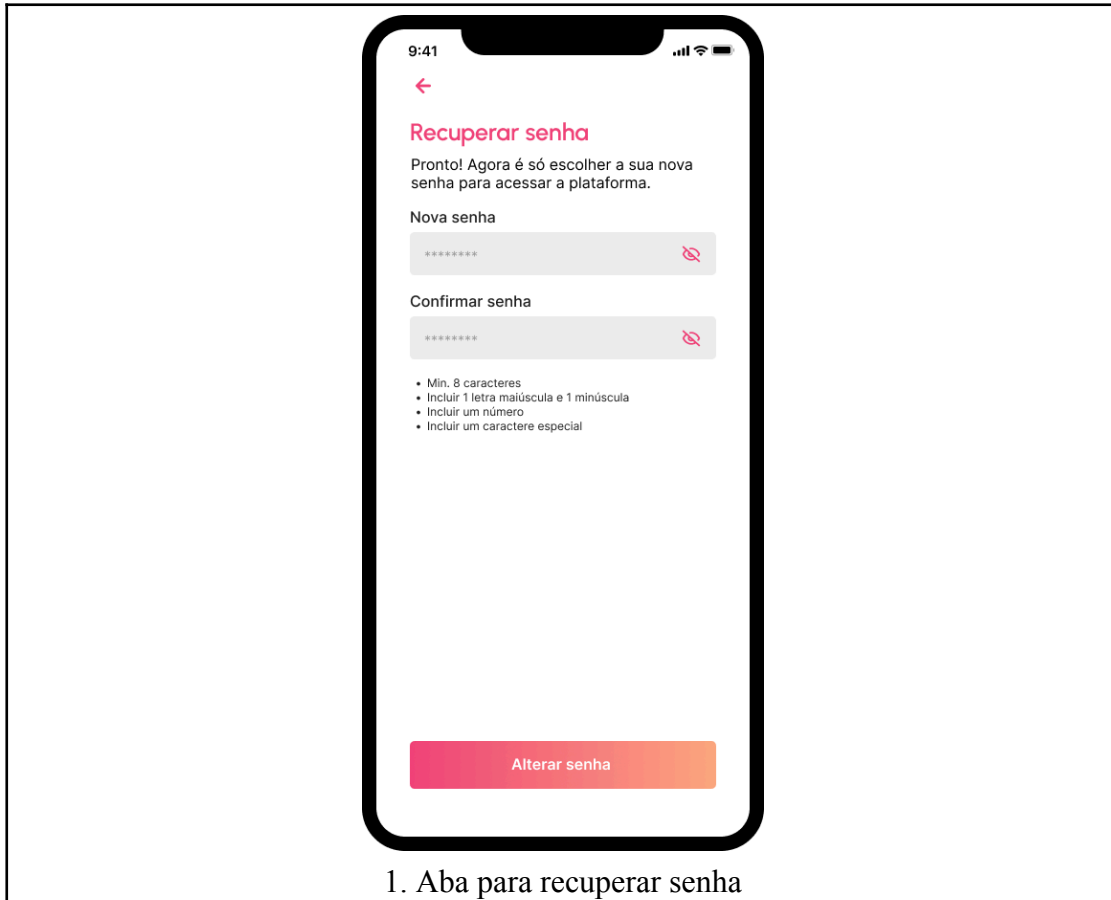 9:41
Recuperar senha
Pronto! Agora é só escolher a sua nova
senha para acessar a plataforma.
Nova senha
********
Confirmar senha
********
• Min. 8 caracteres
• Incluir 1 letra maiúscula e 1 minúscula
• Incluir um número
• Incluir um caractere especial
Alterar senha
1. Aba para recuperar senha